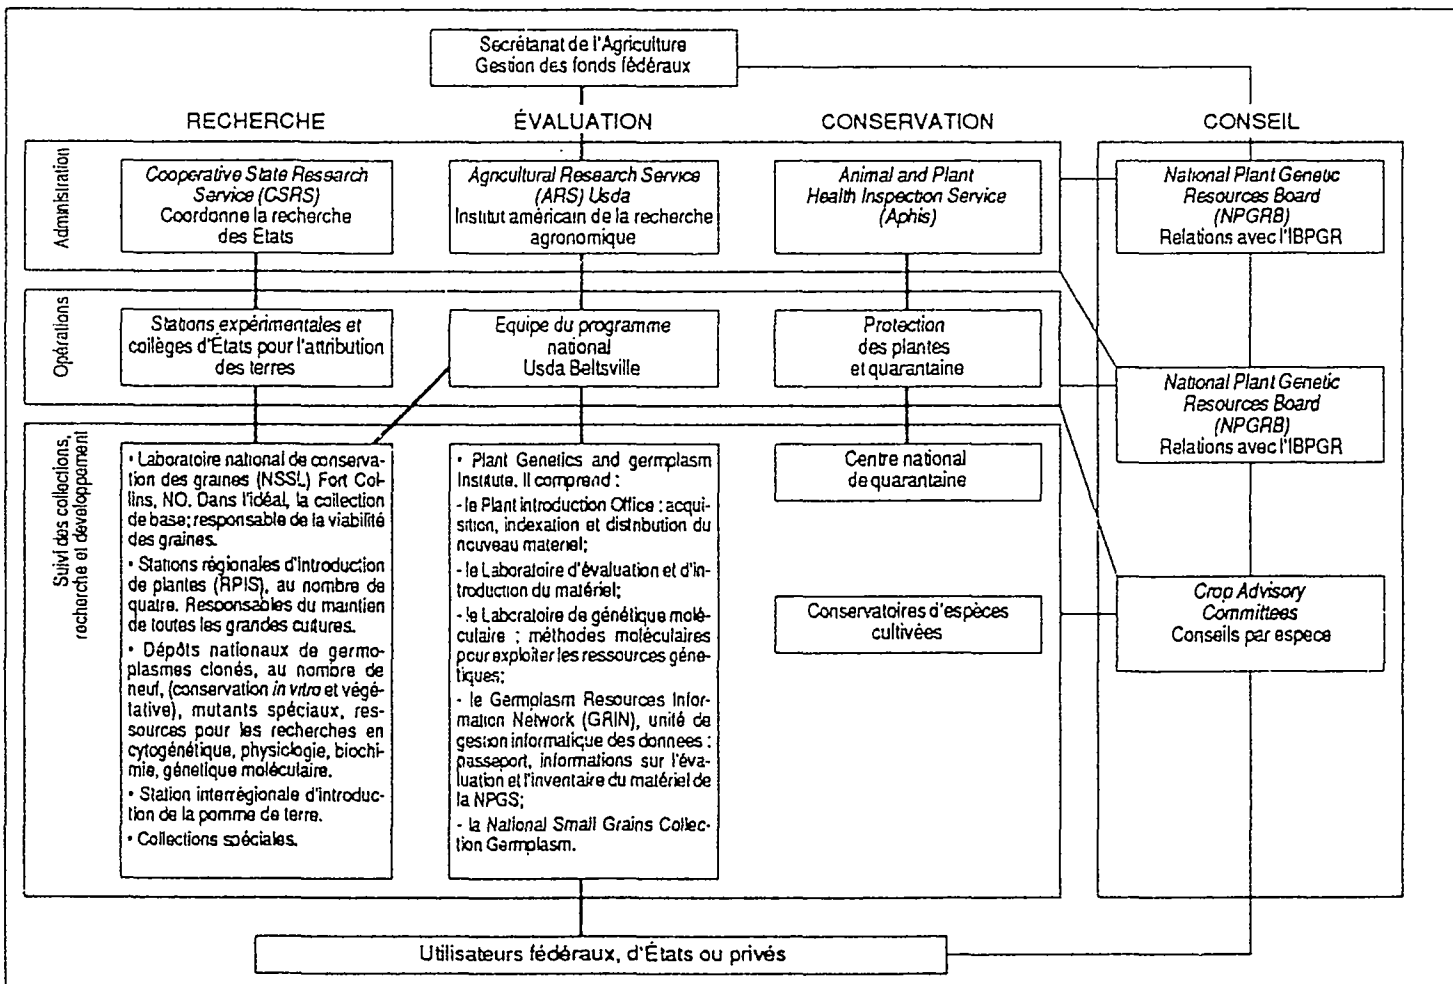 Secrétariat de l'Agriculture
Gestion des fonds fédéraux
RECHERCHE
ÉVALUATION
CONSERVATION
CONSEIL
Administration
Cooperative State Research
Service (CSRS)
Coordonne la recherche
des Etats
Agricultural Research Service
(ARS) Usda
Institut américain de la recherche
agronomique
Animal and Plant
Health Inspection Service
(Aphis)
National Plant Genetic
Resources Board
(NPGRB)
Relations avec l'IBPGR
Opérations
Stations expérimentales et
collèges d'États pour l'attribution
des terres
Equipe du programme
national
Usda Beltsville
Protection
des plantes
et quarantaine
National Plant Genetic
Resources Board
(NPGRB)
Relations avec l'IBPGR
Suivi des collections,
recherche et développement
• Laboratoire national de conserva-
tion des graines (NSSL) Fort Col-
lins, NO. Dans l'idéal, la collection
de base; responsable de la viabilité
des graines.
• Stations régionales d'introduction
de plantes (RPIS), au nombre de
quatre. Responsables du maintien
de toutes les grandes cultures.
• Dépôts nationaux de germo-
plasmes clonés, au nombre de
neuf, (conservation in vitro et végé-
tative), mutants spéciaux, res-
sources pour les recherches en
cytogénétique, physiologie, biochi-
mie, génetique moléculaire.
• Station interrégionale d'introduc-
tion de la pomme de terre.
• Collections spéciales.
• Plant Genetics and germplasm
Institute. Il comprend :
- le Plant introduction Office : acqui-
sition, indexation et distribution du
nouveau materiel;
- le Laboratoire d'évaluation et d'in-
troduction du matériel;
- le Laboratoire de génétique molé-
culaire ; méthodes moléculaires
pour exploiter les ressources géné-
tiques;
- le Germplasm Resources Infor-
mation Network (GRIN), unité de
gestion informatique des donnees :
passeport, informations sur l'éva-
luation et l'inventaire du matériel de
la NPGS;
- la National Small Grains Collec-
tion Germplasm.
Centre national
de quarantaine
Conservatoires d'espèces
cultivées
Crop Advisory
Committees
Conseils par espece
Utilisateurs fédéraux, d'États ou privés